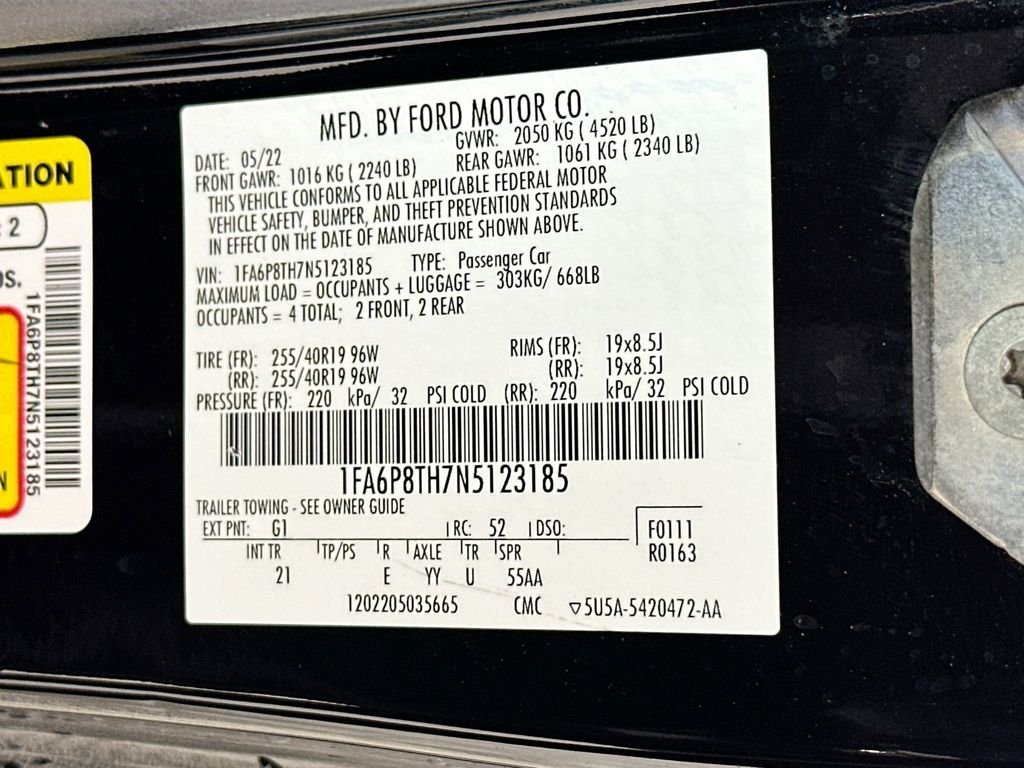 ATION
: 2
OS.
1FA6P8TH7N5123185
N
MFD. BY FORD MOTOR CO.
DATE: 05/22 GVWR: 2050 KG ( 4520 LB)
FRONT GAWR: 1016 KG ( 2240 LB) REAR GAWR: 1061 KG ( 2340 LB)
THIS VEHICLE CONFORMS TO ALL APPLICABLE FEDERAL MOTOR
VEHICLE SAFETY, BUMPER, AND THEFT PREVENTION STANDARDS
IN EFFECT ON THE DATE OF MANUFACTURE SHOWN ABOVE.
VIN: 1FA6P8TH7N5123185 TYPE: Passenger Car
MAXIMUM LOAD = OCCUPANTS + LUGGAGE = 303KG/ 668LB
OCCUPANTS = 4 TOTAL; 2 FRONT, 2 REAR
TIRE (FR): 255/40R19 96W RIMS (FR): 19x8.5J
(RR): 255/40R19 96W (RR): 19x8.5J
PRESSURE (FR): 220 kPa/ 32 PSI COLD (RR): 220 kPa/ 32 PSI COLD
1FA6P8TH7N5123185
TRAILER TOWING - SEE OWNER GUIDE
EXT PNT: G1 RC: 52 DSO: F0111
INT TR TP/PS R AXLE TR SPR R0163
21 E YY U 55AA
1202205035665 CMC ▽5U5A-5420472-AA